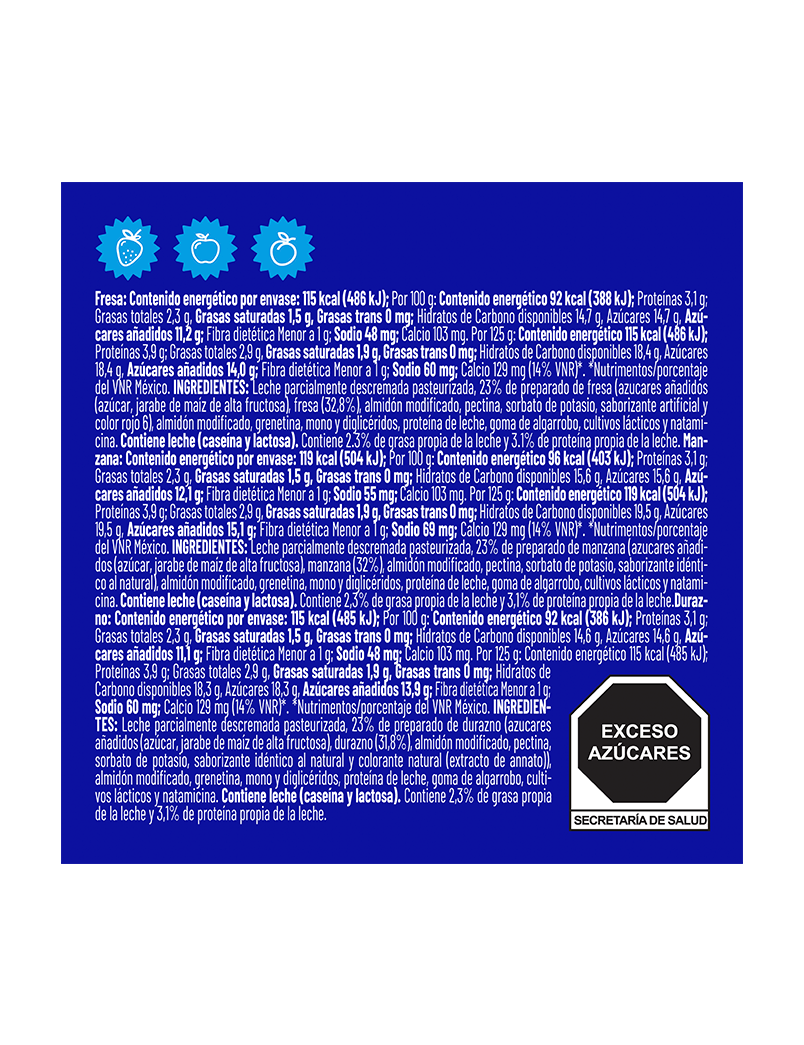 Fresa: Contenido energético por envase: 115 kcal (486 kJ); Por 100 g: Contenido energético 92 kcal (388 kJ); Proteínas 3,1 g;
Grasas totales 2,3 g, Grasas saturadas 1,5 g, Grasas trans 0 mg; Hidratos de Carbono disponibles 14,7 g, Azúcares 14,7 g, Azú-
cares añadidos 11,2 g; Fibra dietética Menor a 1 g; Sodio 48 mg; Calcio 103 mg. Por 125 g: Contenido energético 115 kcal (486 kJ);
Proteínas 3,9 g; Grasas totales 2,9 g, Grasas saturadas 1,9 g, Grasas trans 0 mg; Hidratos de Carbono disponibles 18,4 g, Azúcares
18,4 g, Azúcares añadidos 14,0 g; Fibra dietética Menor a 1 g; Sodio 60 mg; Calcio 129 mg (14% VNR)*. *Nutrimentos/porcentaje
del VNR México. INGREDIENTES: Leche parcialmente descremada pasteurizada, 23% de preparado de fresa (azucares añadidos
(azúcar, jarabe de maíz de alta fructosa), fresa (32,8%), almidón modificado, pectina, sorbato de potasio, saborizante artificial y
color rojo 6), almidón modificado, grenetina, mono y diglicéridos, proteína de leche, goma de algarrobo, cultivos lácticos y natami-
cina. Contiene leche (caseína y lactosa). Contiene 2.3% de grasa propia de la leche y 3.1% de proteína propia de la leche. Man-
zana: Contenido energético por envase: 119 kcal (504 kJ); Por 100 g: Contenido energético 96 kcal (403 kJ); Proteínas 3,1 g;
Grasas totales 2,3 g, Grasas saturadas 1,5 g, Grasas trans 0 mg; Hidratos de Carbono disponibles 15,6 g, Azúcares 15,6 g, Azú-
cares añadidos 12,1 g; Fibra dietética Menor a 1 g; Sodio 55 mg; Calcio 103 mg. Por 125 g: Contenido energético 119 kcal (504 kJ);
Proteínas 3,9 g; Grasas totales 2,9 g, Grasas saturadas 1,9 g, Grasas trans 0 mg; Hidratos de Carbono disponibles 19,5 g, Azúcares
19,5 g, Azúcares añadidos 15,1 g; Fibra dietética Menor a 1 g; Sodio 69 mg; Calcio 129 mg (14% VNR)*. *Nutrimentos/porcentaje
del VNR México. INGREDIENTES: Leche parcialmente descremada pasteurizada, 23% de preparado de manzana (azucares añadi-
dos (azúcar, jarabe de maíz de alta fructosa), manzana (32%), almidón modificado, pectina, sorbato de potasio, saborizante idénti-
co al natural), almidón modificado, grenetina, mono y diglicéridos, proteína de leche, goma de algarrobo, cultivos lácticos y natami-
cina. Contiene leche (caseína y lactosa). Contiene 2,3% de grasa propia de la leche y 3,1% de proteína propia de la leche.Duraz-
no: Contenido energético por envase: 115 kcal (485 kJ); Por 100 g: Contenido energético 92 kcal (386 kJ); Proteínas 3,1 g;
Grasas totales 2,3 g, Grasas saturadas 1,5 g, Grasas trans 0 mg; Hidratos de Carbono disponibles 14,6 g, Azúcares 14,6 g, Azú-
cares añadidos 11,1 g; Fibra dietética Menor a 1 g; Sodio 48 mg; Calcio 103 mg. Por 125 g: Contenido energético 115 kcal (485 kJ);
Proteínas 3,9 g; Grasas totales 2,9 g, Grasas saturadas 1,9 g, Grasas trans 0 mg; Hidratos de
Carbono disponibles 18,3 g, Azúcares 18,3 g, Azúcares añadidos 13,9 g; Fibra dietética Menor a 1 g;
Sodio 60 mg; Calcio 129 mg (14% VNR)*. *Nutrimentos/porcentaje del VNR México. INGREDIEN-
TES: Leche parcialmente descremada pasteurizada, 23% de preparado de durazno (azucares
añadidos (azúcar, jarabe de maíz de alta fructosa), durazno (31,8%), almidón modificado, pectina,
sorbato de potasio, saborizante idéntico al natural y colorante natural (extracto de annato)),
almidón modificado, grenetina, mono y diglicéridos, proteína de leche, goma de algarrobo, culti-
vos lácticos y natamicina. Contiene leche (caseína y lactosa). Contiene 2,3% de grasa propia
de la leche y 3,1% de proteína propia de la leche.
EXCESO
AZÚCARES
SECRETARÍA DE SALUD